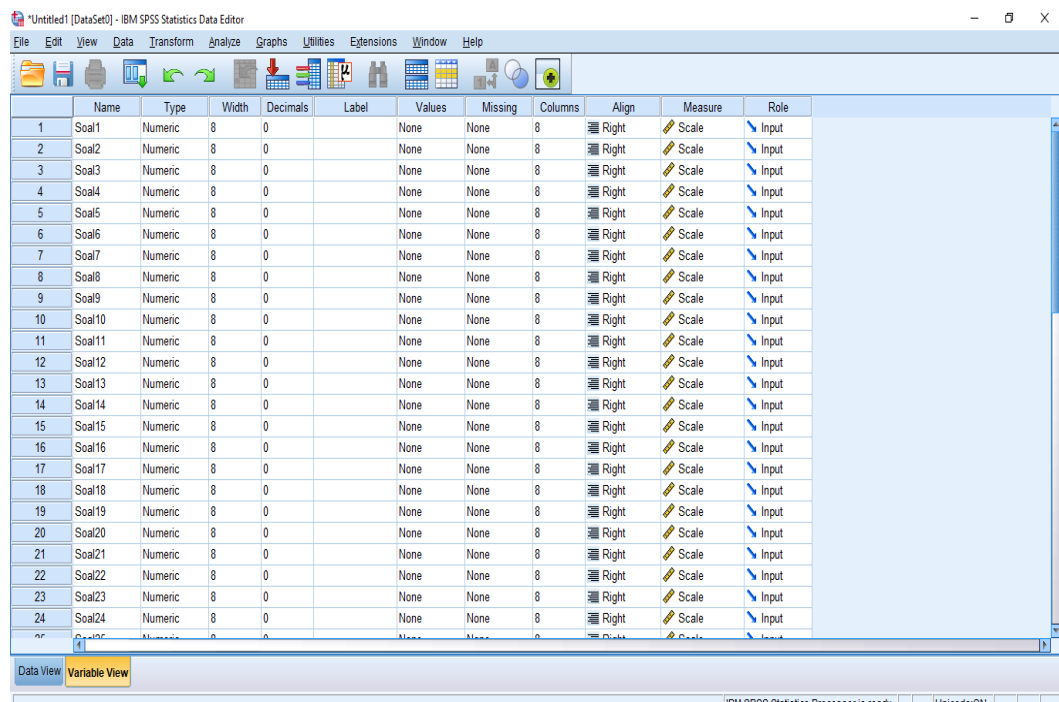 *Untitled1 [DataSet0] - IBM SPSS Statistics Data Editor
File Edit View Data Transform Analyze Graphs Utilities Extensions Window Help
Name Type Width Decimals Label Values Missing Columns Align Measure Role
1 Soal1 Numeric 8 0 None None 8 Right Scale Input
2 Soal2 Numeric 8 0 None None 8 Right Scale Input
3 Soal3 Numeric 8 0 None None 8 Right Scale Input
4 Soal4 Numeric 8 0 None None 8 Right Scale Input
5 Soal5 Numeric 8 0 None None 8 Right Scale Input
6 Soal6 Numeric 8 0 None None 8 Right Scale Input
7 Soal7 Numeric 8 0 None None 8 Right Scale Input
8 Soal8 Numeric 8 0 None None 8 Right Scale Input
9 Soal9 Numeric 8 0 None None 8 Right Scale Input
10 Soal10 Numeric 8 0 None None 8 Right Scale Input
11 Soal11 Numeric 8 0 None None 8 Right Scale Input
12 Soal12 Numeric 8 0 None None 8 Right Scale Input
13 Soal13 Numeric 8 0 None None 8 Right Scale Input
14 Soal14 Numeric 8 0 None None 8 Right Scale Input
15 Soal15 Numeric 8 0 None None 8 Right Scale Input
16 Soal16 Numeric 8 0 None None 8 Right Scale Input
17 Soal17 Numeric 8 0 None None 8 Right Scale Input
18 Soal18 Numeric 8 0 None None 8 Right Scale Input
19 Soal19 Numeric 8 0 None None 8 Right Scale Input
20 Soal20 Numeric 8 0 None None 8 Right Scale Input
21 Soal21 Numeric 8 0 None None 8 Right Scale Input
22 Soal22 Numeric 8 0 None None 8 Right Scale Input
23 Soal23 Numeric 8 0 None None 8 Right Scale Input
24 Soal24 Numeric 8 0 None None 8 Right Scale Input
Data View Variable View